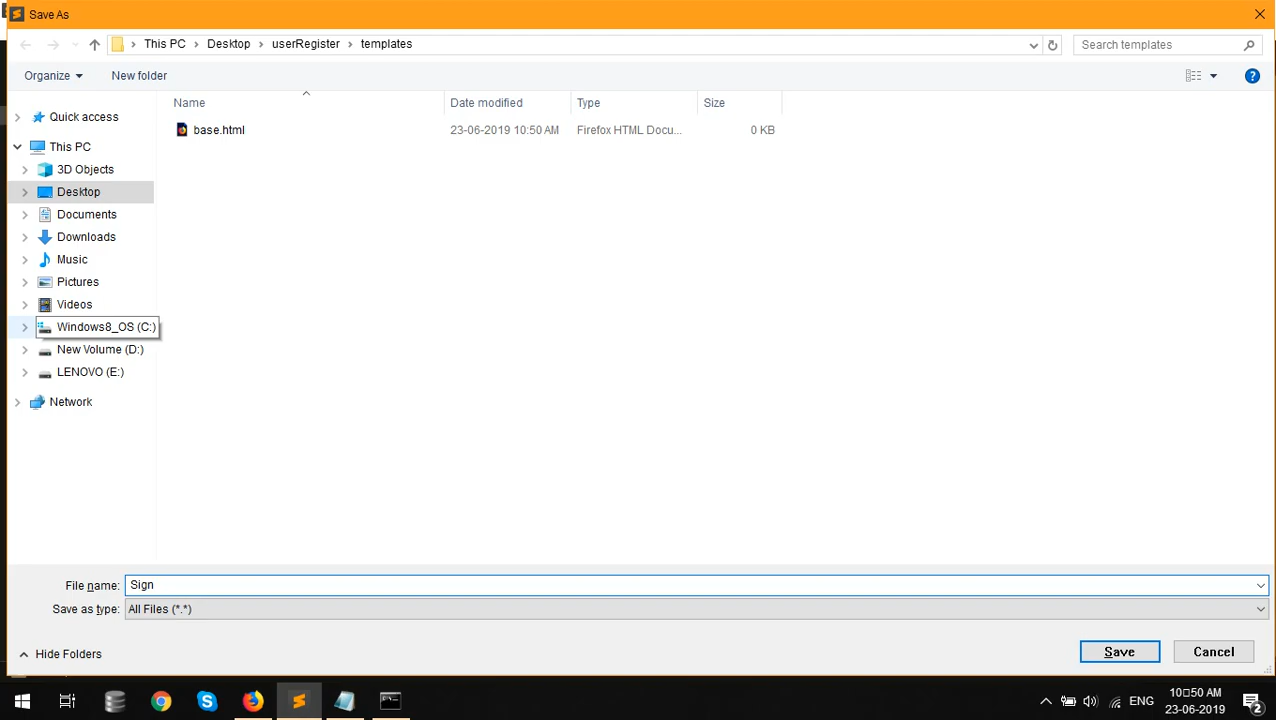 Save As
This PC > Desktop > userRegister > templates
Search templates
Organize
New folder
Name
Date modified
Type
Size
base.html
23-06-2019 10:50 AM
Firefox HTML Docu...
0 KB
Quick access
This PC
3D Objects
Desktop
Documents
Downloads
Music
Pictures
Videos
Windows8_OS (C:)
New Volume (D:)
LENOVO (E:)
Network
File name: Sign
Save as type: All Files (*.*)
Hide Folders
Save
Cancel
ENG
10:50 AM
23-06-2019
2